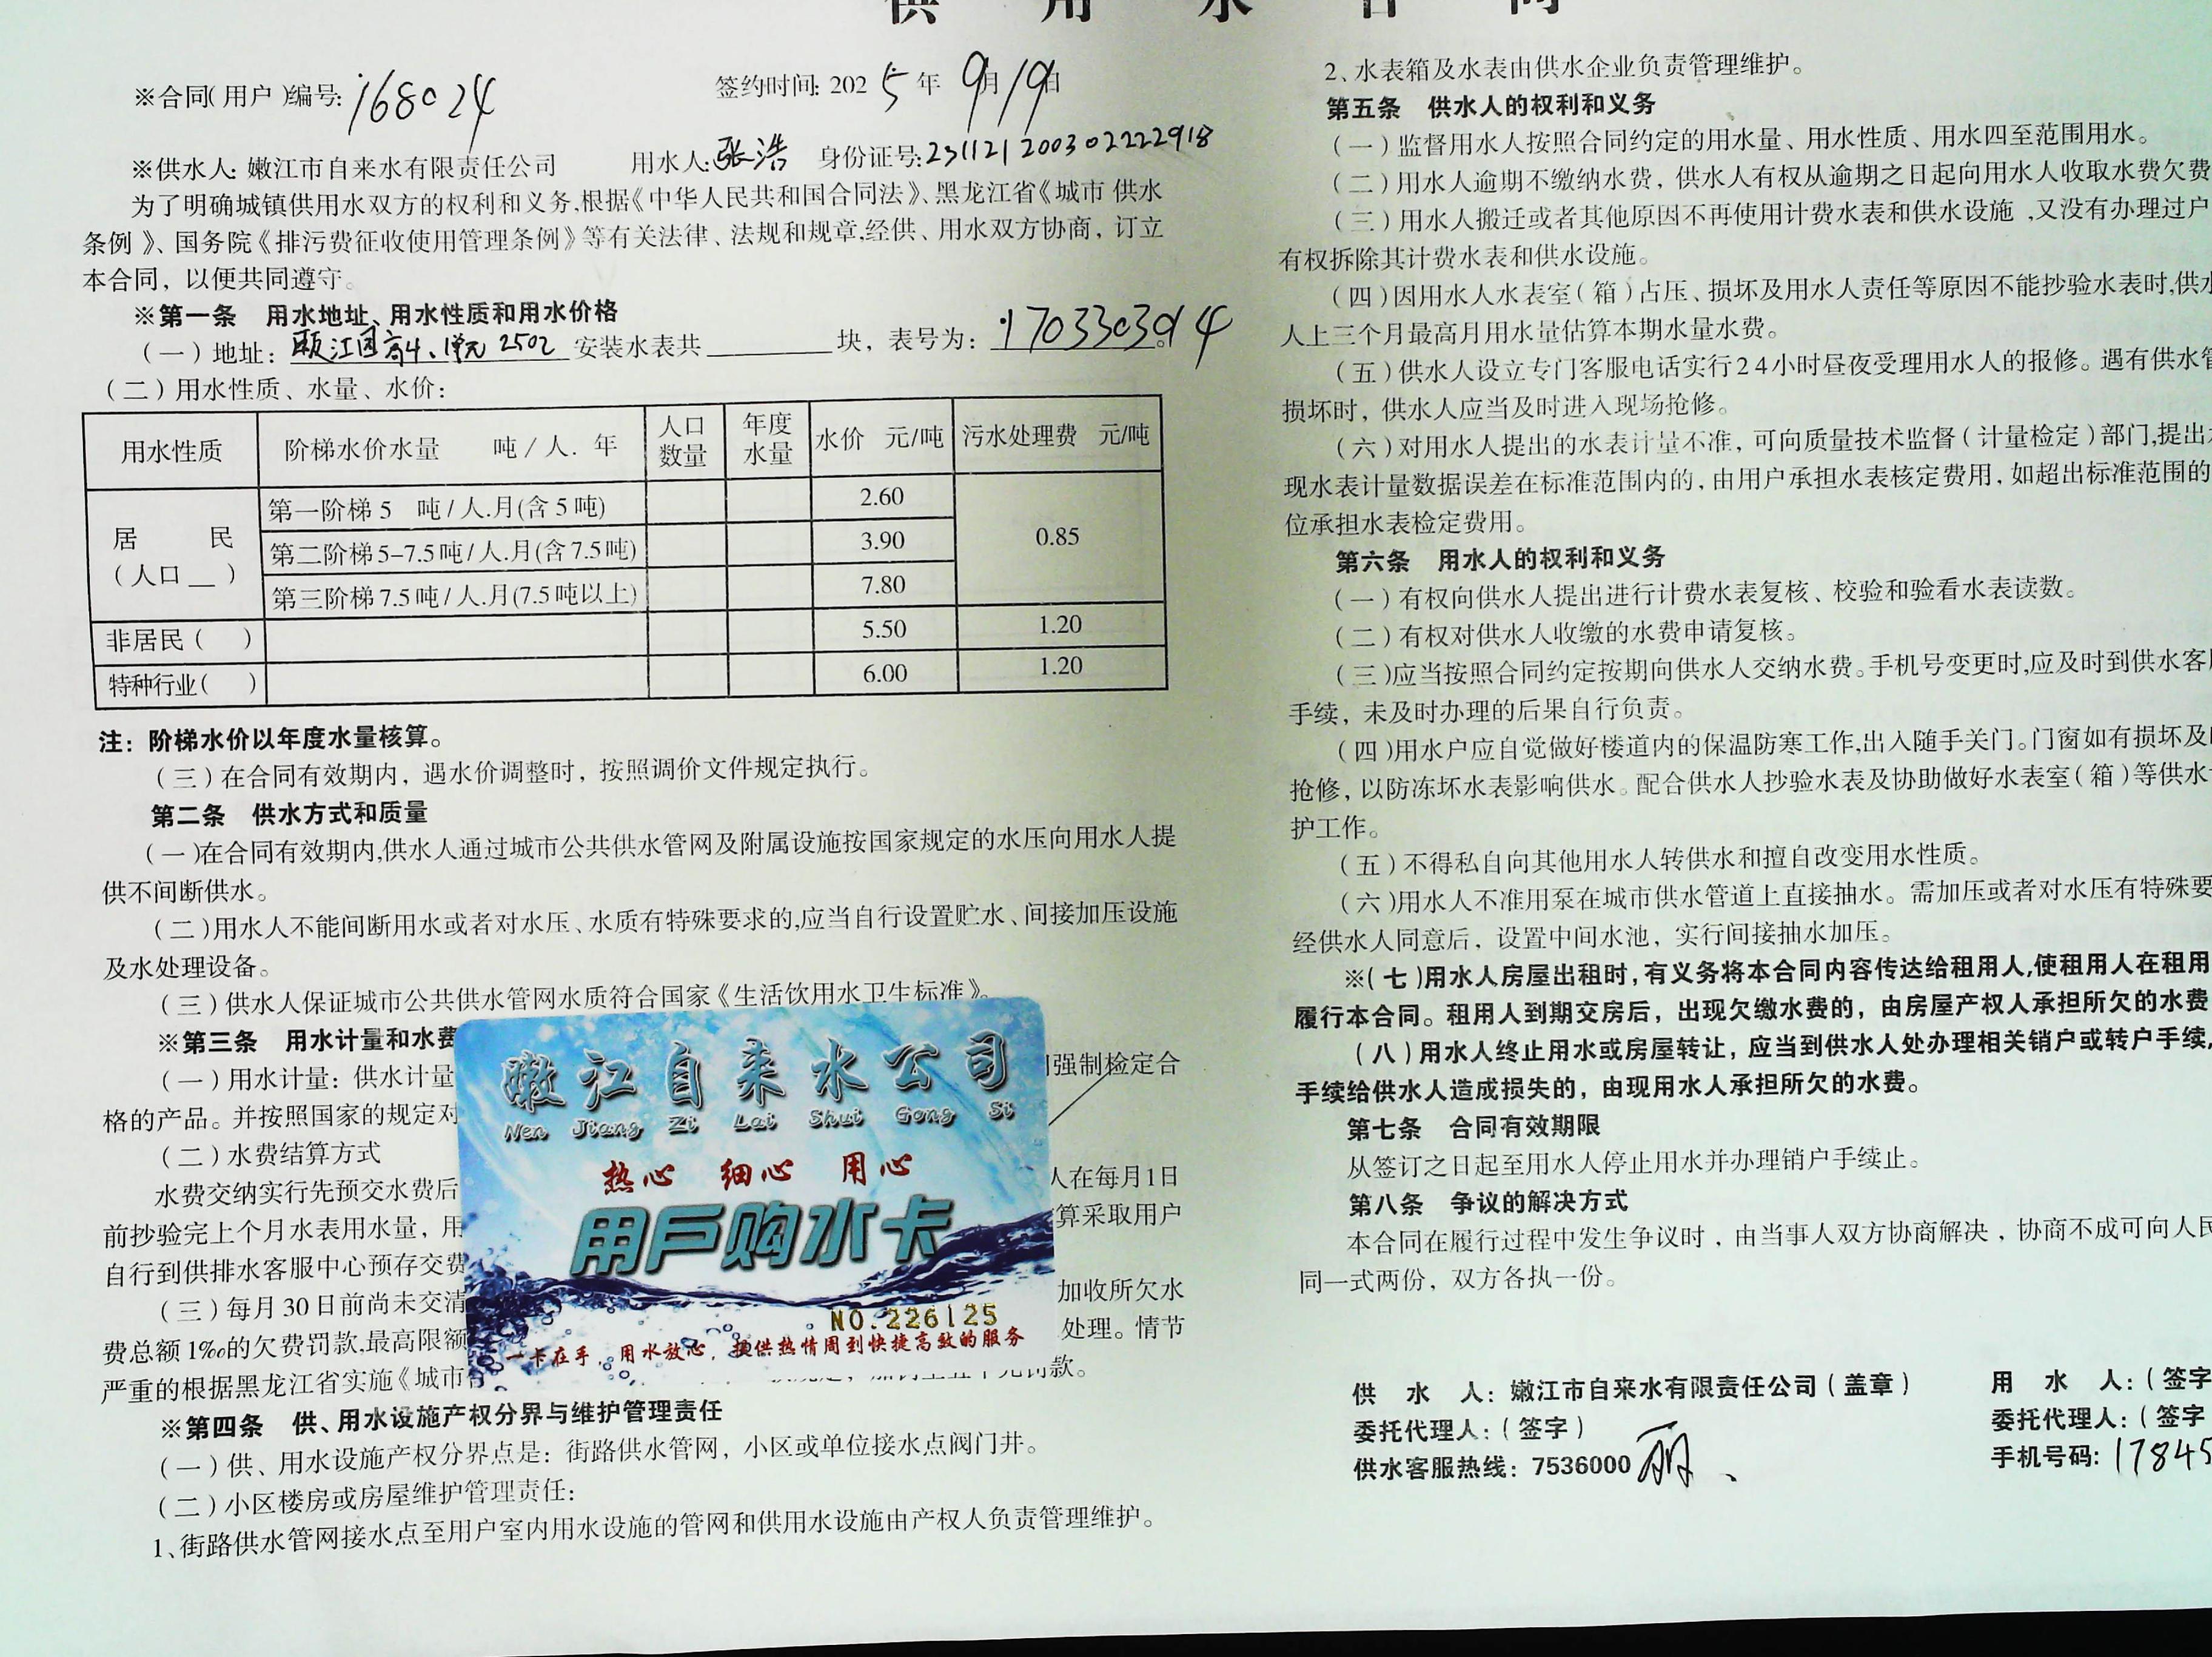 供用水合同
※合同(用户)编号:168024
签约时间:2025年9月19日
※供水人:嫩江市自来水有限责任公司 用水人:张浩 身份证号:231121200302222918
为了明确城镇供用水双方的权利和义务,根据《中华人民共和国合同法》、黑龙江省《城市 供水
条例》、国务院《排污费征收使用管理条例》等有关法律、法规和规章,经供、用水双方协商，订立
本合同，以便共同遵守。
※第一条 用水地址、用水性质和用水价格
(一)地址：颐江园高4、1单元2502 安装水表共______块，表号为：
(二)用水性质、水量、水价：
用水性质 阶梯水价水量 吨/人.年 人口数量 年度水量 水价 元/吨 污水处理费 元/吨
居民(人口__) 第一阶梯5 吨/人.月(含5吨) 2.60 0.85
第二阶梯5-7.5吨/人.月(含7.5吨) 3.90
第三阶梯7.5吨/人.月(7.5吨以上) 7.80
非居民( ) 5.50 1.20
特种行业( ) 6.00 1.20
注：阶梯水价以年度水量核算。
(三)在合同有效期内，遇水价调整时，按照调价文件规定执行。
第二条 供水方式和质量
(一)在合同有效期内,供水人通过城市公共供水管网及附属设施按国家规定的水压向用水人提
供不间断供水。
(二)用水人不能间断用水或者对水压、水质有特殊要求的,应当自行设置贮水、间接加压设施
及水处理设备。
(三)供水人保证城市公共供水管网水质符合国家《生活饮用水卫生标准》。
※第三条 用水计量和水费
(一)用水计量：供水计量 强制检定合
格的产品。并按照国家的规定对
(二)水费结算方式
水费交纳实行先预交水费后 人在每月1日
前抄验完上个月水表用水量，用 算采取用户
自行到供排水客服中心预存交费
(三)每月30日前尚未交清 加收所欠水
费总额1‰的欠费罚款,最高限额 处理。情节
严重的根据黑龙江省实施《城市 罚款。
嫩江自来水公司
Nen Jiang Zi Lai Shui Gong Si
热心 细心 用心
用户购水卡
NO.226125
一卡在手，用水放心，提供热情周到快捷高效的服务
※第四条 供、用水设施产权分界与维护管理责任
(一)供、用水设施产权分界点是：街路供水管网，小区或单位接水点阀门井。
(二)小区楼房或房屋维护管理责任：
1、街路供水管网接水点至用户室内用水设施的管网和供用水设施由产权人负责管理维护。
2、水表箱及水表由供水企业负责管理维护。
第五条 供水人的权利和义务
(一)监督用水人按照合同约定的用水量、用水性质、用水四至范围用水。
(二)用水人逾期不缴纳水费，供水人有权从逾期之日起向用水人收取水费欠费
(三)用水人搬迁或者其他原因不再使用计费水表和供水设施,又没有办理过户
有权拆除其计费水表和供水设施。
(四)因用水人水表室(箱)占压、损坏及用水人责任等原因不能抄验水表时,供水
人上三个月最高月用水量估算本期水量水费。
(五)供水人设立专门客服电话实行24小时昼夜受理用水人的报修。遇有供水管
损坏时，供水人应当及时进入现场抢修。
(六)对用水人提出的水表计量不准，可向质量技术监督(计量检定)部门,提出
现水表计量数据误差在标准范围内的,由用户承担水表核定费用，如超出标准范围的
位承担水表检定费用。
第六条 用水人的权利和义务
(一)有权向供水人提出进行计费水表复核、校验和验看水表读数。
(二)有权对供水人收缴的水费申请复核。
(三)应当按照合同约定按期向供水人交纳水费。手机号变更时,应及时到供水客
手续，未及时办理的后果自行负责。
(四)用水户应自觉做好楼道内的保温防寒工作,出入随手关门。门窗如有损坏及
抢修，以防冻坏水表影响供水。配合供水人抄验水表及协助做好水表室(箱)等供水
护工作。
(五)不得私自向其他用水人转供水和擅自改变用水性质。
(六)用水人不准用泵在城市供水管道上直接抽水。需加压或者对水压有特殊要
经供水人同意后，设置中间水池，实行间接抽水加压。
※(七)用水人房屋出租时,有义务将本合同内容传达给租用人,使租用人在租用
履行本合同。租用人到期交房后，出现欠缴水费的，由房屋产权人承担所欠的水费
(八)用水人终止用水或房屋转让，应当到供水人处办理相关销户或转户手续,
手续给供水人造成损失的，由现用水人承担所欠的水费。
第七条 合同有效期限
从签订之日起至用水人停止用水并办理销户手续止。
第八条 争议的解决方式
本合同在履行过程中发生争议时，由当事人双方协商解决，协商不成可向人民
同一式两份，双方各执一份。
供 水 人：嫩江市自来水有限责任公司(盖章)
委托代理人：(签字)
供水客服热线：7536000
用 水 人：(签字
委托代理人：(签字
手机号码：17845